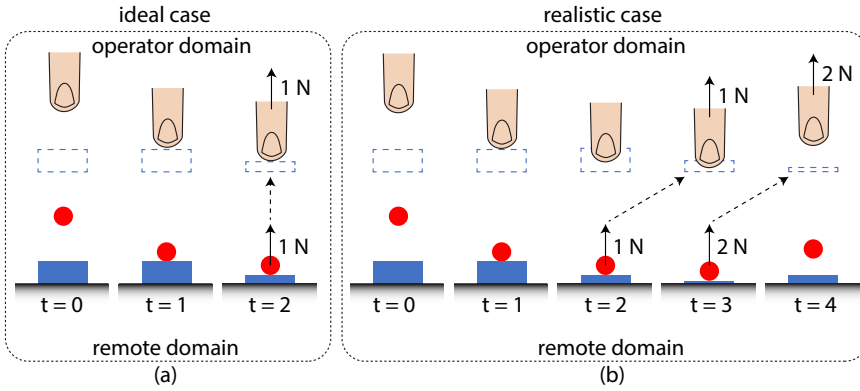 ideal case
operator domain
1 N
1 N
t = 0
t = 1
t = 2
remote domain
(a)
realistic case
operator domain
1 N
2 N
1 N
2 N
t = 0
t = 1
t = 2
t = 3
t = 4
remote domain
(b)